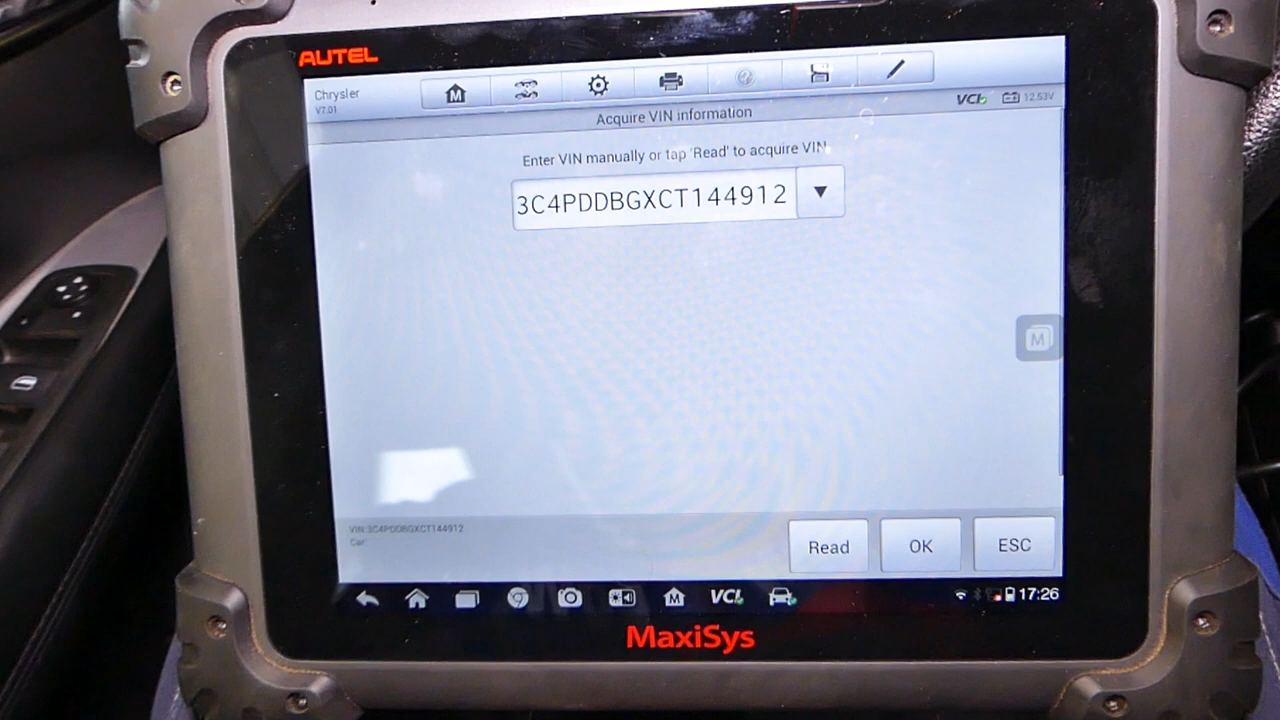 AUTEL
Chrysler
V7.01
M
VCI
12.53V
Acquire VIN information
Enter VIN manually or tap 'Read' to acquire VIN
3C4PDDBGXCT144912
M
VIN:3C4PDDBGXCT144912
Car:
Read
OK
ESC
M
VCI
17:26
MaxiSys